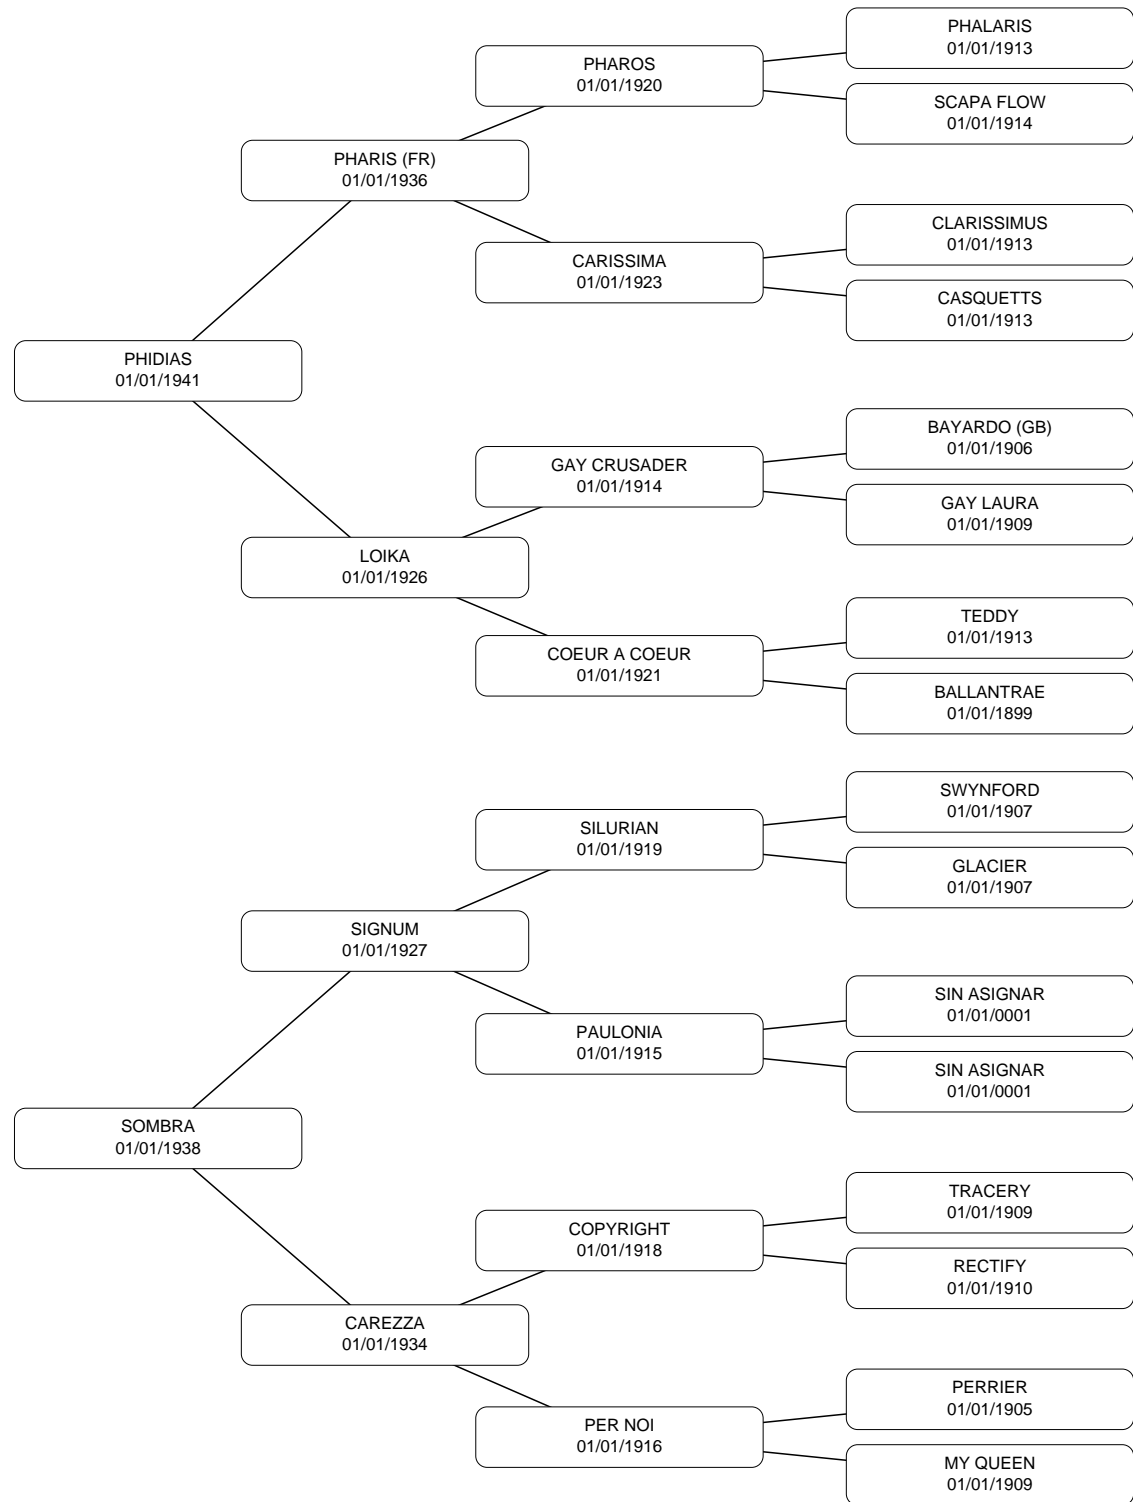 PHALARIS
01/01/1913
PHAROS
01/01/1920
SCAPA FLOW
01/01/1914
PHARIS (FR)
01/01/1936
CLARISSIMUS
01/01/1913
CARISSIMA
01/01/1923
CASQUETTS
01/01/1913
PHIDIAS
01/01/1941
BAYARDO (GB)
01/01/1906
GAY CRUSADER
01/01/1914
GAY LAURA
01/01/1909
LOIKA
01/01/1926
TEDDY
01/01/1913
COEUR A COEUR
01/01/1921
BALLANTRAE
01/01/1899
SWYNFORD
01/01/1907
SILURIAN
01/01/1919
GLACIER
01/01/1907
SIGNUM
01/01/1927
SIN ASIGNAR
01/01/0001
PAULONIA
01/01/1915
SIN ASIGNAR
01/01/0001
SOMBRA
01/01/1938
TRACERY
01/01/1909
COPYRIGHT
01/01/1918
RECTIFY
01/01/1910
CAREZZA
01/01/1934
PERRIER
01/01/1905
PER NOI
01/01/1916
MY QUEEN
01/01/1909